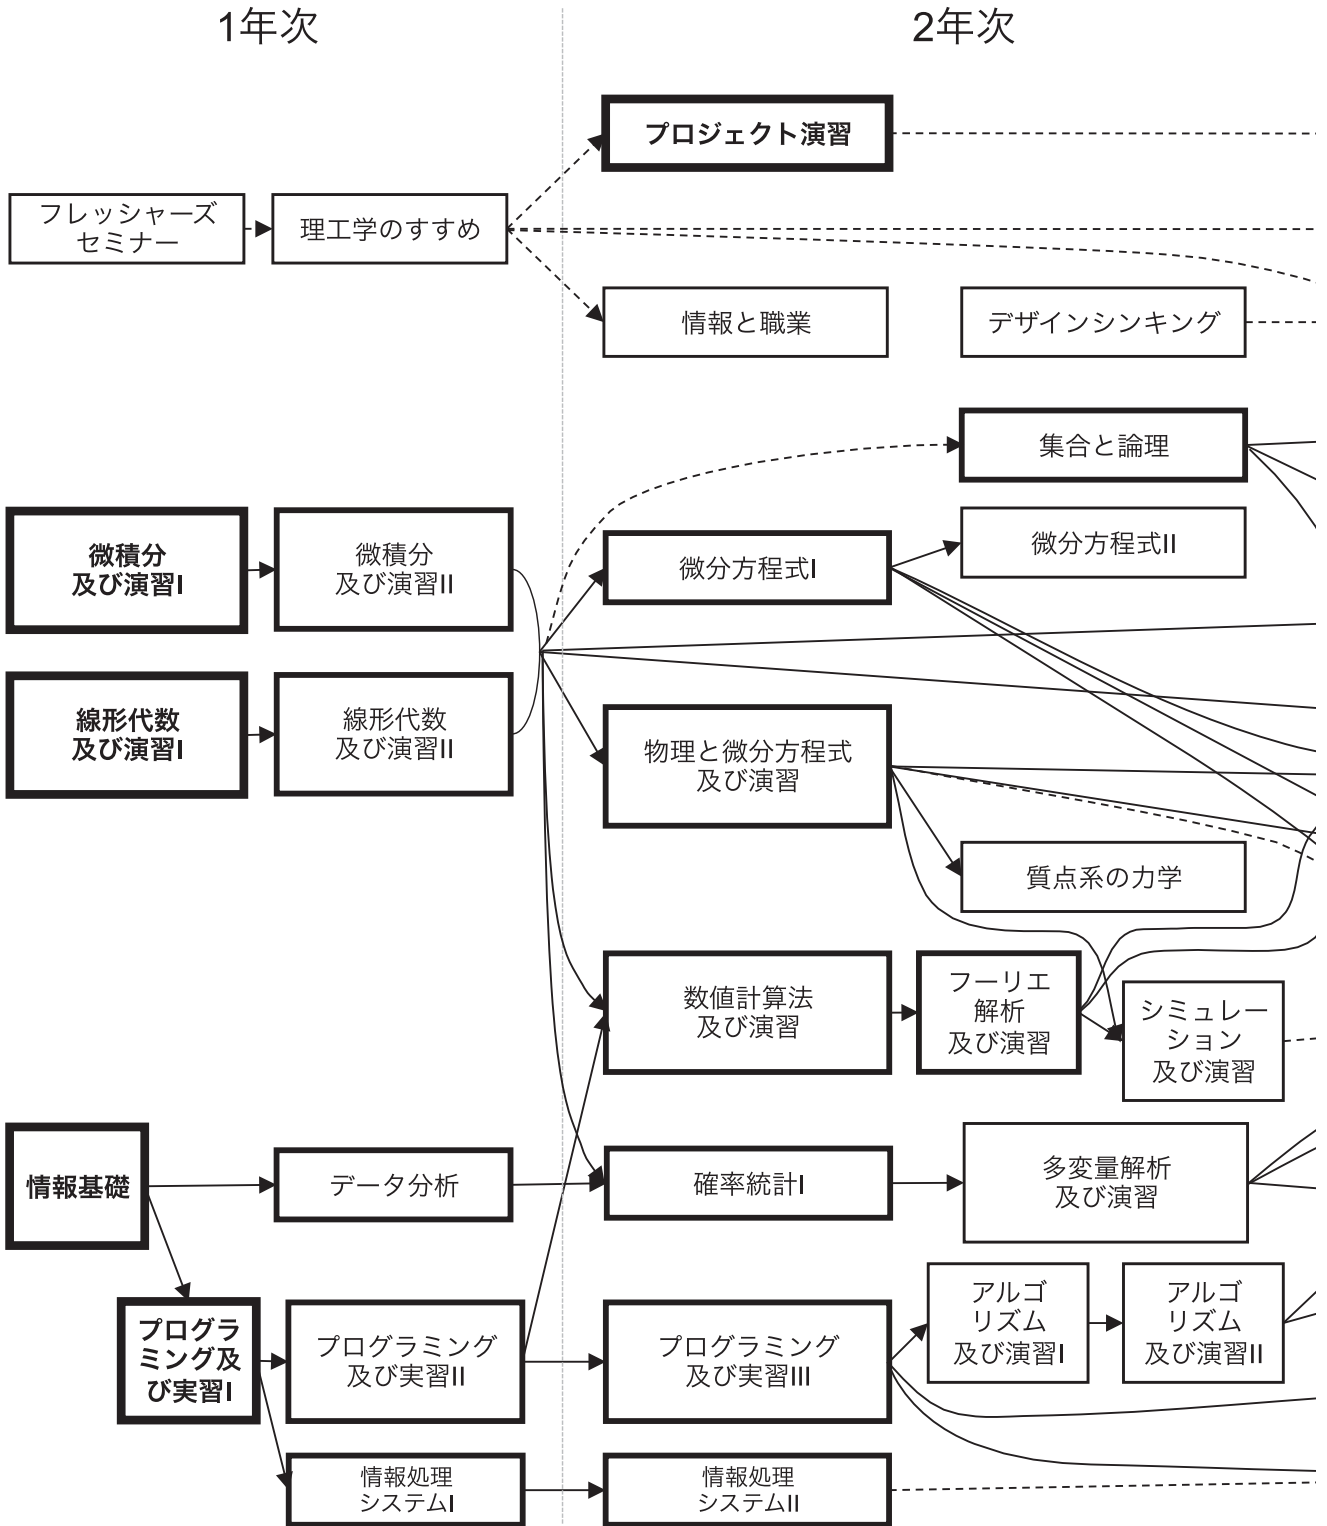 1年次
2年次
プロジェクト演習
フレッシャーズ
セミナー
理工学のすすめ
情報と職業
デザインシンキング
集合と論理
微積分
及び演習I
微積分
及び演習II
微分方程式I
微分方程式II
線形代数
及び演習I
線形代数
及び演習II
物理と微分方程式
及び演習
質点系の力学
数値計算法
及び演習
フーリエ
解析
及び演習
シミュレー
ション
及び演習
情報基礎
データ分析
確率統計I
多変量解析
及び演習
プログラ
ミング及
び実習I
プログラミング
及び実習II
プログラミング
及び実習III
アルゴ
リズム
及び演習I
アルゴ
リズム
及び演習II
情報処理
システムI
情報処理
システムII